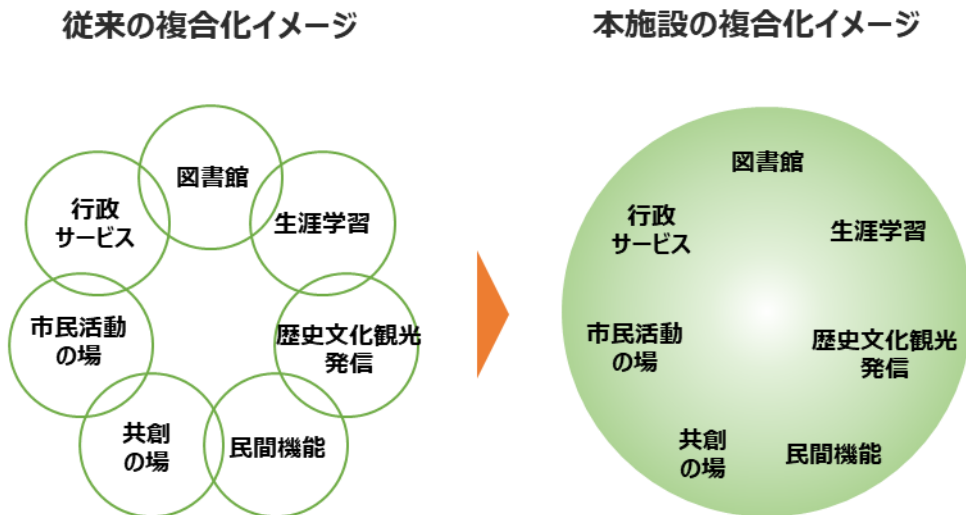 従来の複合化イメージ
図書館
行政
サービス
生涯学習
市民活動
の場
歴史文化観光
発信
共創
の場
民間機能
本施設の複合化イメージ
図書館
行政
サービス
生涯学習
市民活動
の場
歴史文化観光
発信
共創
の場
民間機能